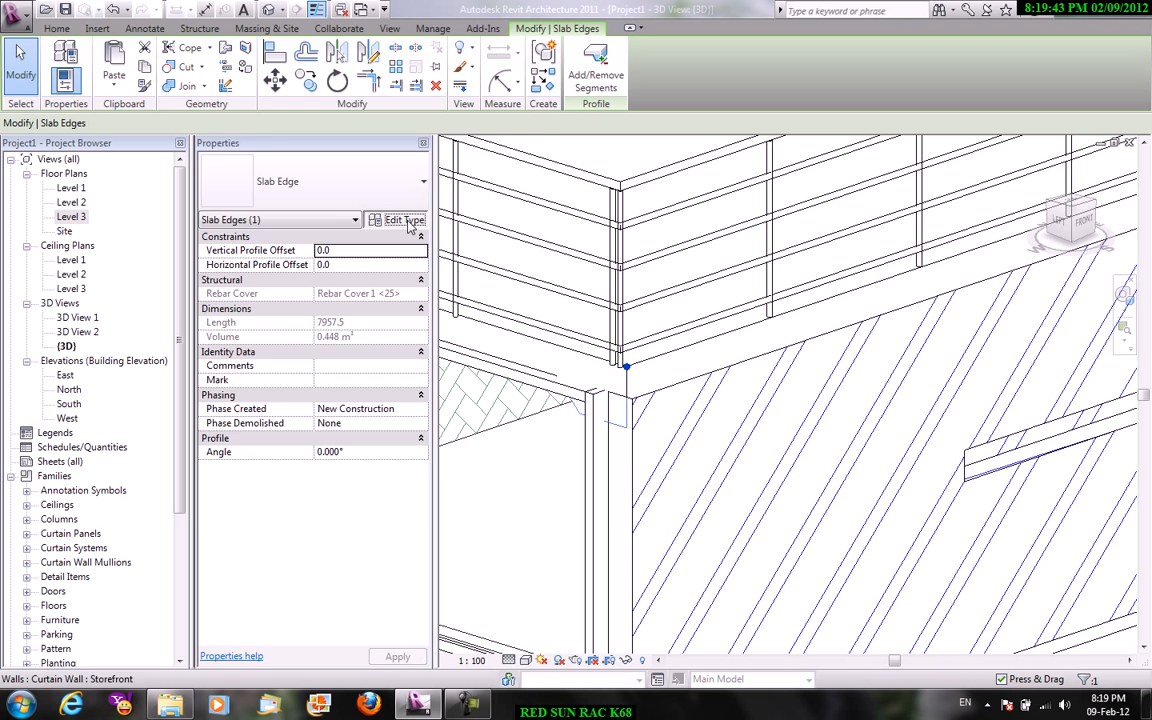 Autodesk Revit Architecture 2011 - [Project1 - 3D View: {3D}]
Type a keyword or phrase
8:19:43 PM 02/09/2012
Home
Insert
Annotate
Structure
Massing & Site
Collaborate
View
Manage
Add-Ins
Modify | Slab Edges
Modify
Paste
Cope
Cut
Join
Add/Remove
Segments
Select
Properties
Clipboard
Geometry
Modify
View
Measure
Create
Profile
Modify | Slab Edges
Project1 - Project Browser
Views (all)
Floor Plans
Level 1
Level 2
Level 3
Site
Ceiling Plans
Level 1
Level 2
Level 3
3D Views
3D View 1
3D View 2
{3D}
Elevations (Building Elevation)
East
North
South
West
Legends
Schedules/Quantities
Sheets (all)
Families
Annotation Symbols
Ceilings
Columns
Curtain Panels
Curtain Systems
Curtain Wall Mullions
Detail Items
Doors
Floors
Furniture
Parking
Pattern
Planting
Properties
Slab Edge
Slab Edges (1)
Edit Type
Constraints
Vertical Profile Offset 0.0
Horizontal Profile Offset 0.0
Structural
Rebar Cover Rebar Cover 1 <25>
Dimensions
Length 7957.5
Volume 0.448 m³
Identity Data
Comments
Mark
Phasing
Phase Created New Construction
Phase Demolished None
Profile
Angle 0.000°
Properties help
Apply
LEFT
FRONT
1 : 100
Walls : Curtain Wall : Storefront
Main Model
Press & Drag
:1
EN
8:19 PM
09-Feb-12
RED SUN RAC K68